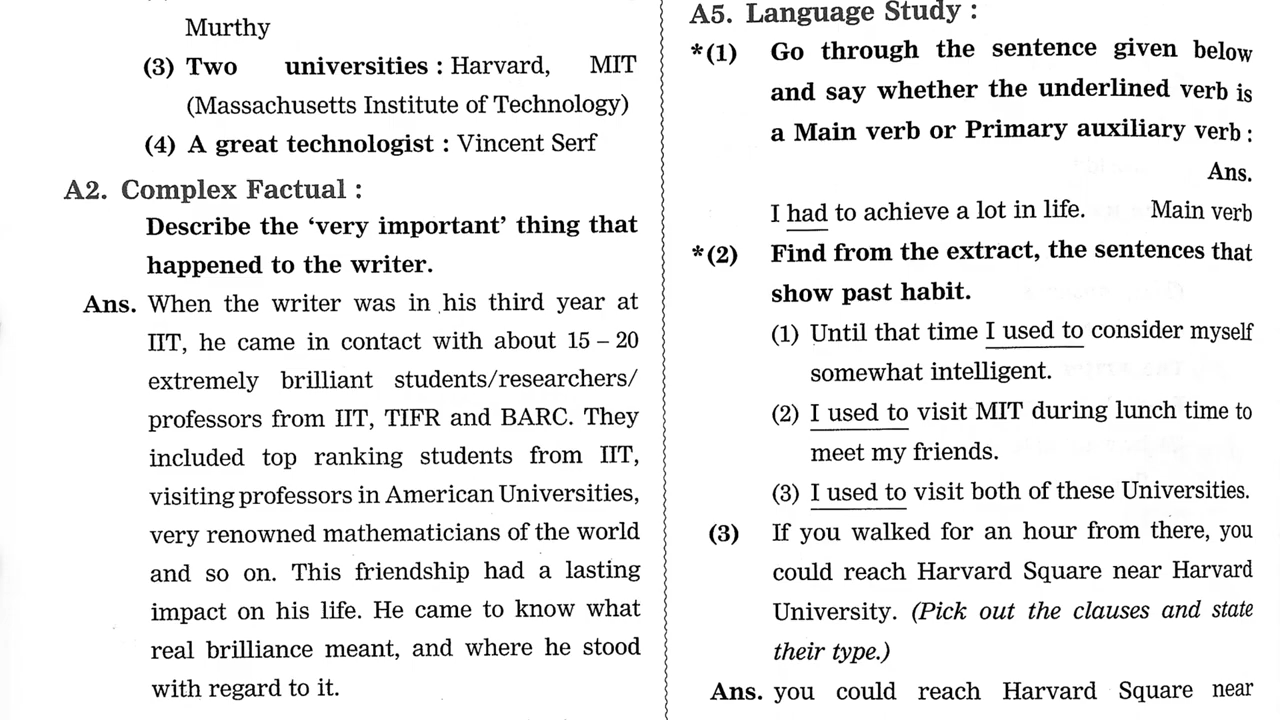 Murthy
(3) Two universities : Harvard, MIT
(Massachusetts Institute of Technology)
(4) A great technologist : Vincent Serf
A2. Complex Factual :
Describe the ‘very important’ thing that
happened to the writer.
Ans. When the writer was in his third year at
IIT, he came in contact with about 15 – 20
extremely brilliant students/researchers/
professors from IIT, TIFR and BARC. They
included top ranking students from IIT,
visiting professors in American Universities,
very renowned mathematicians of the world
and so on. This friendship had a lasting
impact on his life. He came to know what
real brilliance meant, and where he stood
with regard to it.
A5. Language Study :
*(1) Go through the sentence given below
and say whether the underlined verb is
a Main verb or Primary auxiliary verb :
Ans.
I had to achieve a lot in life. Main verb
*(2) Find from the extract, the sentences that
show past habit.
(1) Until that time I used to consider myself
somewhat intelligent.
(2) I used to visit MIT during lunch time to
meet my friends.
(3) I used to visit both of these Universities.
(3) If you walked for an hour from there, you
could reach Harvard Square near Harvard
University. (Pick out the clauses and state
their type.)
Ans. you could reach Harvard Square near